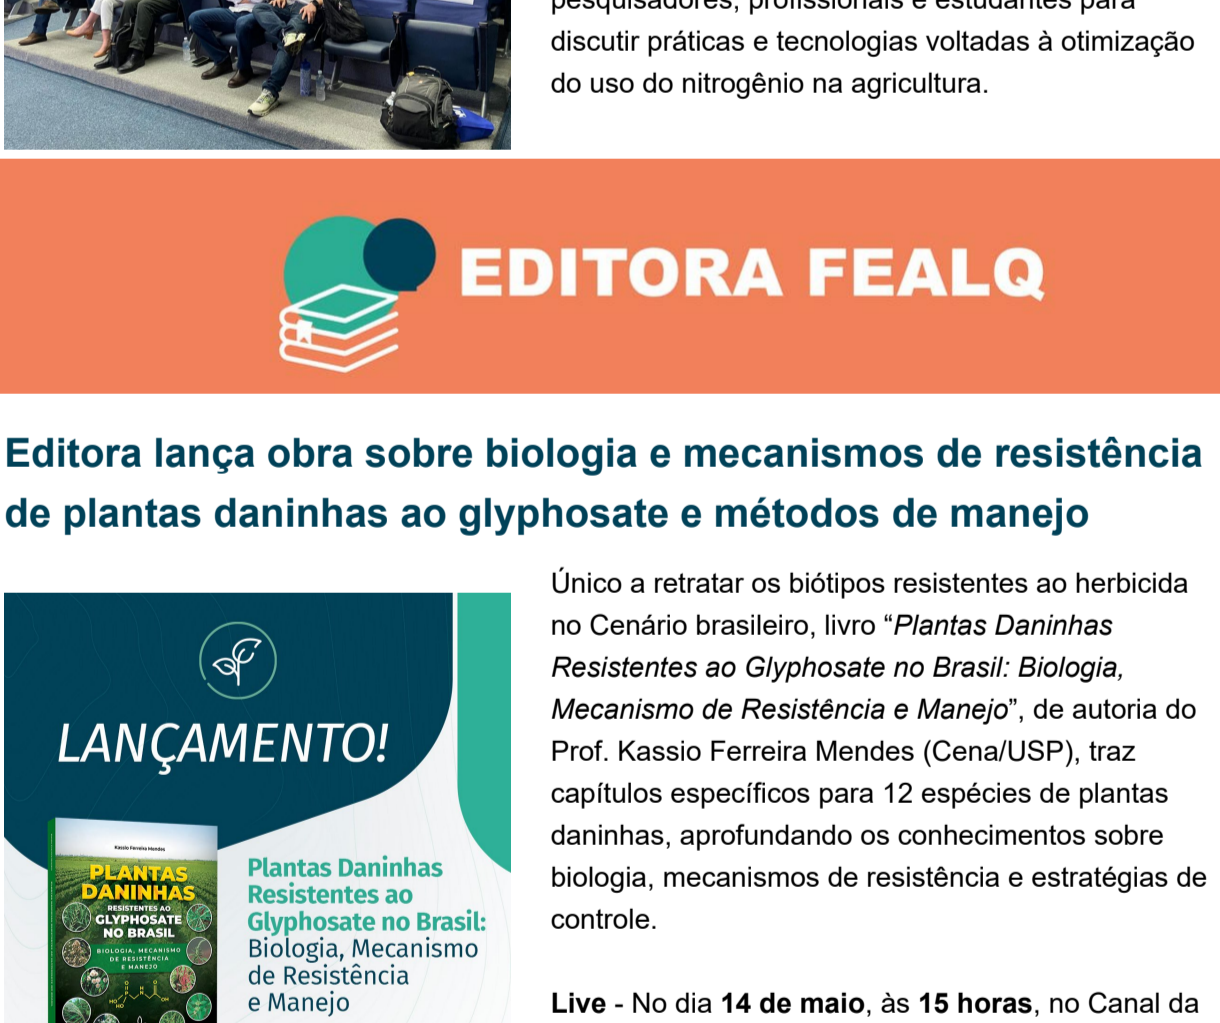 pesquisadores, profissionais e estudantes para
discutir práticas e tecnologias voltadas à otimização
do uso do nitrogênio na agricultura.
EDITORA FEALQ
Editora lança obra sobre biologia e mecanismos de resistência
de plantas daninhas ao glyphosate e métodos de manejo
LANÇAMENTO!
Kassio Ferreira Mendes
PLANTAS
DANINHAS
RESISTENTES AO
GLYPHOSATE
NO BRASIL
BIOLOGIA, MECANISMO
DE RESISTÊNCIA
E MANEJO
Plantas Daninhas
Resistentes ao
Glyphosate no Brasil:
Biologia, Mecanismo
de Resistência
e Manejo
Único a retratar os biótipos resistentes ao herbicida
no Cenário brasileiro, livro “Plantas Daninhas
Resistentes ao Glyphosate no Brasil: Biologia,
Mecanismo de Resistência e Manejo”, de autoria do
Prof. Kassio Ferreira Mendes (Cena/USP), traz
capítulos específicos para 12 espécies de plantas
daninhas, aprofundando os conhecimentos sobre
biologia, mecanismos de resistência e estratégias de
controle.
Live - No dia 14 de maio, às 15 horas, no Canal da